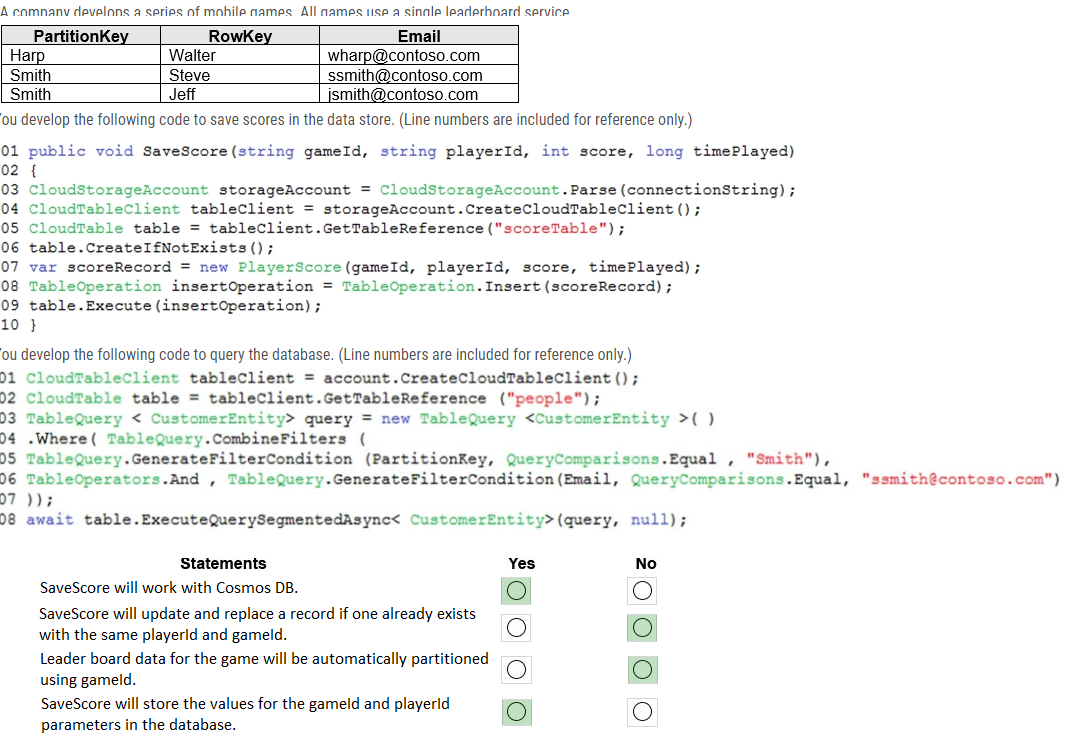 A company develops a series of mobile games. All games use a single leaderboard service
PartitionKey RowKey Email
Harp Walter wharp@contoso.com
Smith Steve ssmith@contoso.com
Smith Jeff jsmith@contoso.com
ou develop the following code to save scores in the data store. (Line numbers are included for reference only.)
01 public void SaveScore(string gameId, string playerId, int score, long timePlayed)
02 {
03 CloudStorageAccount storageAccount = CloudStorageAccount.Parse(connectionString);
04 CloudTableClient tableClient = storageAccount.CreateCloudTableClient();
05 CloudTable table = tableClient.GetTableReference("scoreTable");
06 table.CreateIfNotExists();
07 var scoreRecord = new PlayerScore(gameId, playerId, score, timePlayed);
08 TableOperation insertOperation = TableOperation.Insert(scoreRecord);
09 table.Execute(insertOperation);
10 }
ou develop the following code to query the database. (Line numbers are included for reference only.)
01 CloudTableClient tableClient = account.CreateCloudTableClient();
02 CloudTable table = tableClient.GetTableReference ("people");
03 TableQuery < CustomerEntity> query = new TableQuery <CustomerEntity >( )
04 .Where( TableQuery.CombineFilters (
05 TableQuery.GenerateFilterCondition (PartitionKey, QueryComparisons.Equal , "Smith"),
06 TableOperators.And , TableQuery.GenerateFilterCondition(Email, QueryComparisons.Equal, "ssmith@contoso.com")
07 ));
08 await table.ExecuteQuerySegmentedAsync< CustomerEntity>(query, null);
Statements Yes No
SaveScore will work with Cosmos DB.
SaveScore will update and replace a record if one already exists
with the same playerId and gameId.
Leader board data for the game will be automatically partitioned
using gameId.
SaveScore will store the values for the gameId and playerId
parameters in the database.